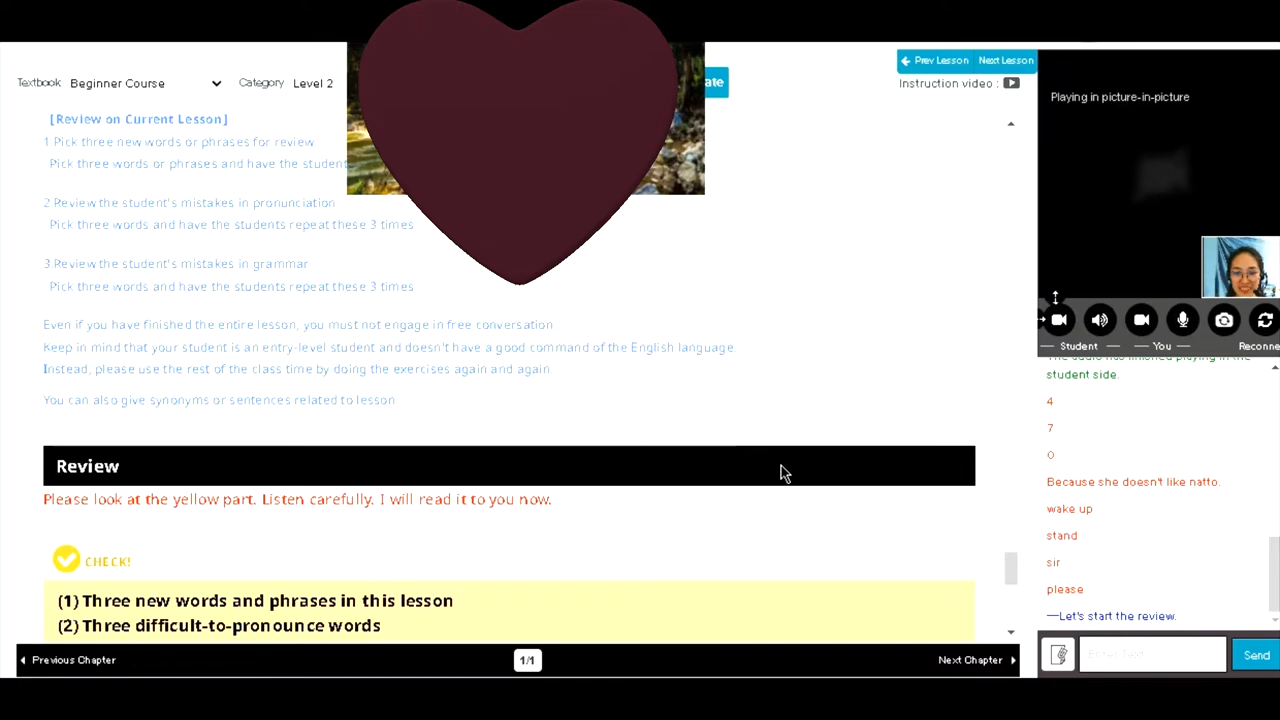 Textbook Beginner Course Category Level 2 ate
Prev Lesson Next Lesson
Instruction video :
[Review on Current Lesson]
1 Pick three new words or phrases for review
Pick three words or phrases and have the student
2 Review the student's mistakes in pronunciation
Pick three words and have the students repeat these 3 times
3 Review the student's mistakes in grammar
Pick three words and have the students repeat these 3 times
Even if you have finished the entire lesson, you must not engage in free conversation
Keep in mind that your student is an entry-level student and doesn't have a good command of the English language.
Instead, please use the rest of the class time by doing the exercises again and again
You can also give synonyms or sentences related to lesson
Review
Please look at the yellow part. Listen carefully. I will read it to you now.
CHECK!
(1) Three new words and phrases in this lesson
(2) Three difficult-to-pronounce words
Previous Chapter 1/1 Next Chapter
Playing in picture-in-picture
Student You Reconne
The audio has finished playing in the
student side.
4
7
0
Because she doesn't like natto.
wake up
stand
sir
please
—Let's start the review.
Enter Text Send